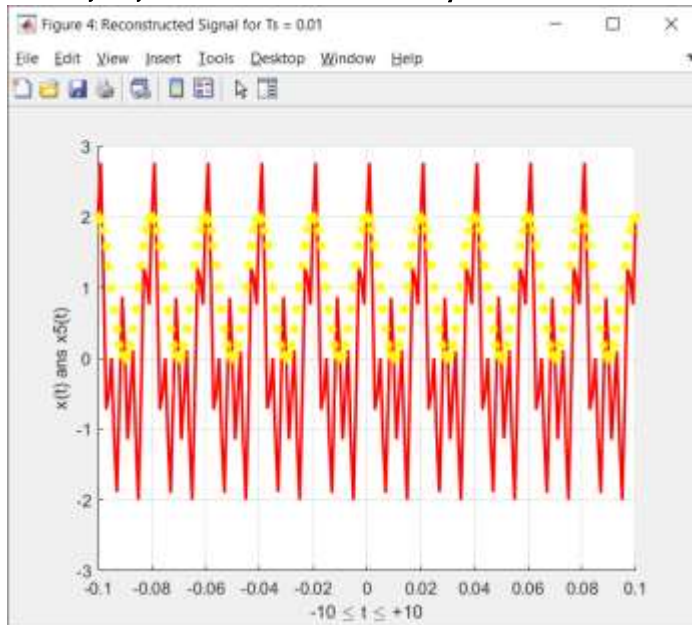 Figure 4: Reconstructed Signal for Ts = 0.01
File Edit View Insert Tools Desktop Window Help
3
2
1
0
-1
-2
-3
x(t) ans x5(t)
-0.1 -0.08 -0.06 -0.04 -0.02 0 0.02 0.04 0.06 0.08 0.1
-10 ≤ t ≤ +10